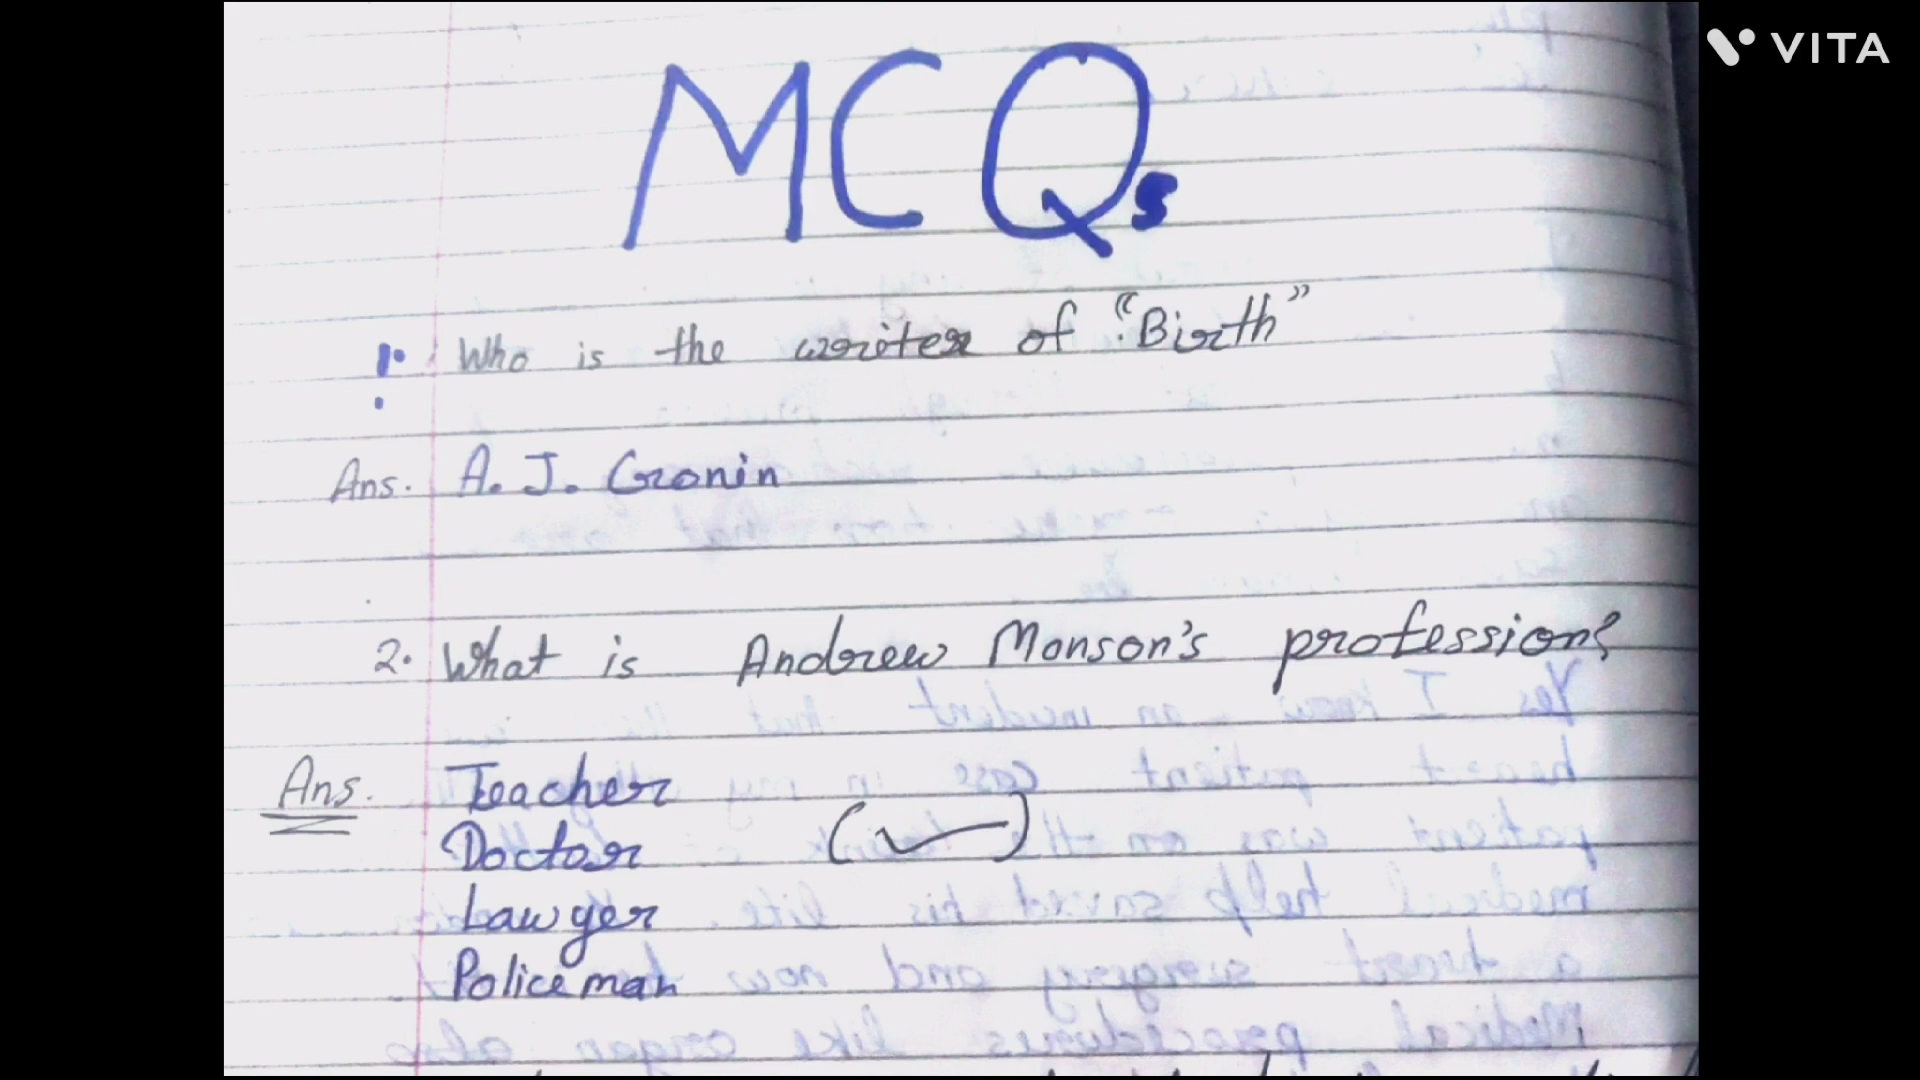 MCQs
VITA
1. Who is the writer of "Birth"
Ans. A. J. Cronin
2. What is Andrew Monson's profession?
Ans. Teacher
Doctor (✓)
Lawyer
Policeman